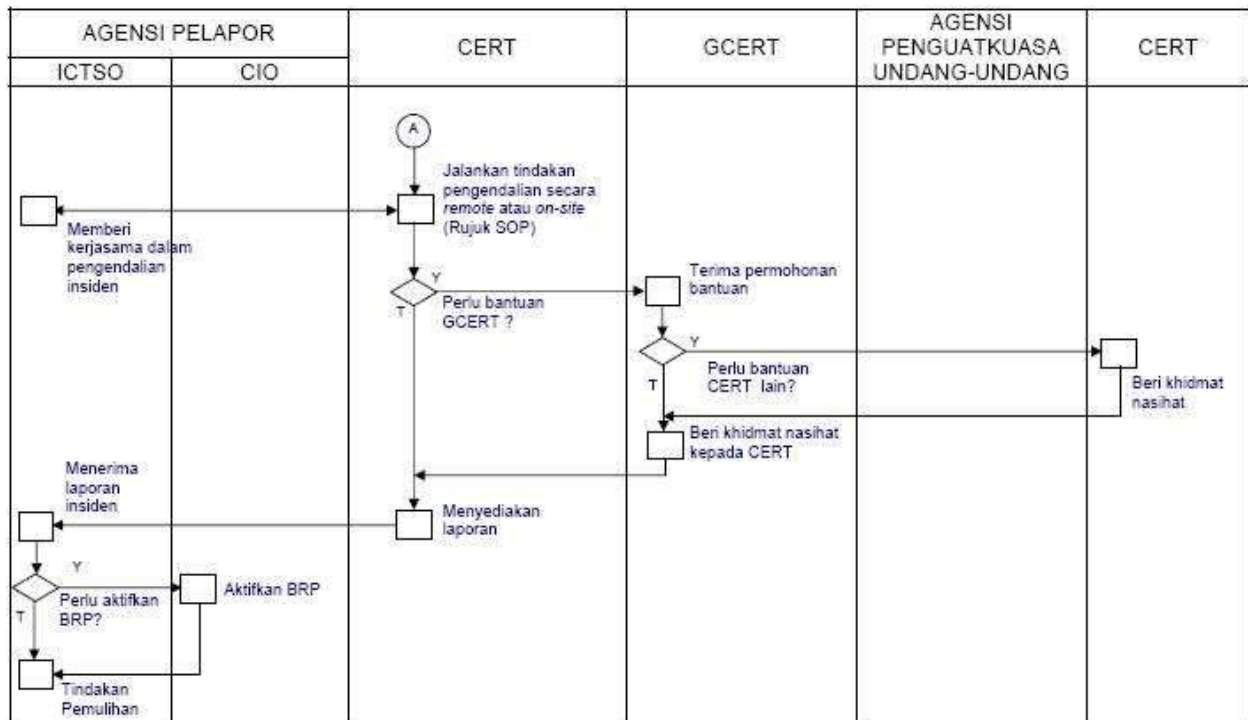 AGENSI PELAPOR
ICTSO
CIO
CERT
GCERT
AGENSI
PENGUATKUASA
UNDANG-UNDANG
CERT
A
Jalankan tindakan
pengendalian secara
remote atau on-site
(Rujuk SOP)
Memberi
kerjasama dalam
pengendalian
insiden
Y
T
Perlu bantuan
GCERT ?
Terima permohonan
bantuan
Y
Perlu bantuan
CERT lain?
T
Beri khidmat
nasihat
Beri khidmat nasihat
kepada CERT
Menerima
laporan
insiden
Menyediakan
laporan
Y
Perlu aktifkan
BRP?
T
Aktifkan BRP
Tindakan
Pemulihan